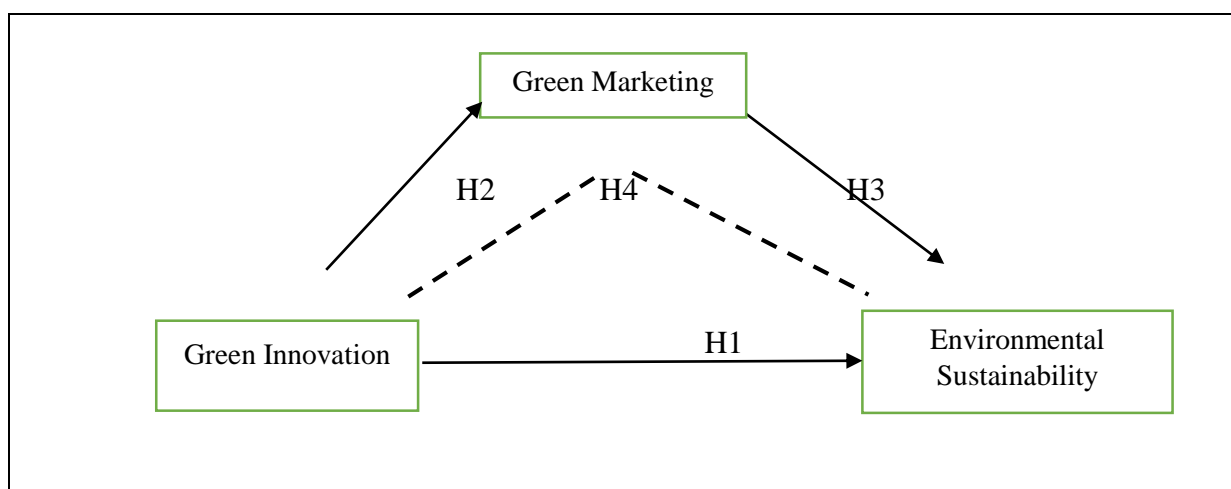 Green Marketing
H2
H4
H3
Green Innovation
H1
Environmental
Sustainability